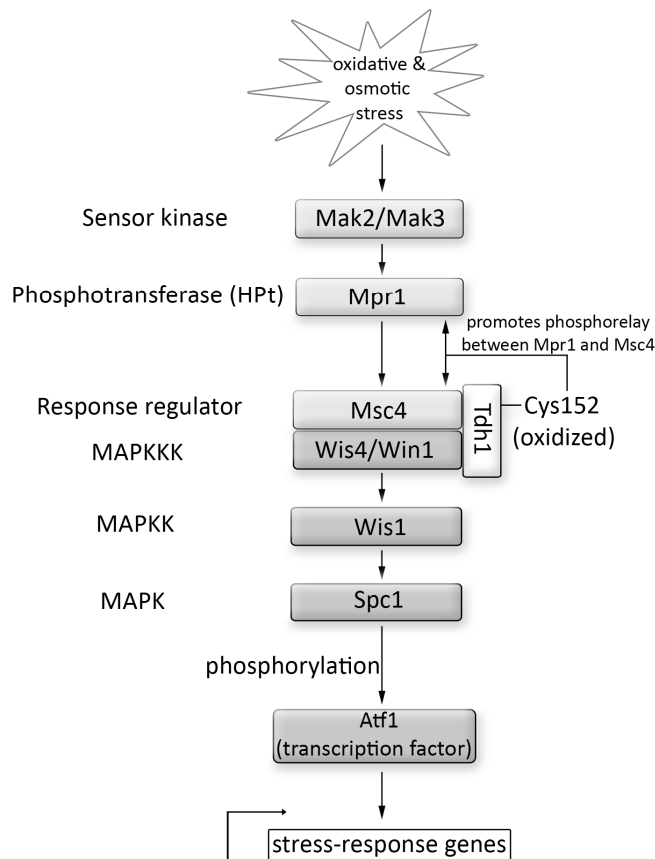 oxidative &
osmotic
stress
Sensor kinase
Mak2/Mak3
Phosphotransferase (HPt)
Mpr1
promotes phosphorelay
between Mpr1 and Msc4
Response regulator
Msc4
Tdh1
Cys152
(oxidized)
MAPKKK
Wis4/Win1
MAPKK
Wis1
MAPK
Spc1
phosphorylation
Atf1
(transcription factor)
stress-response genes